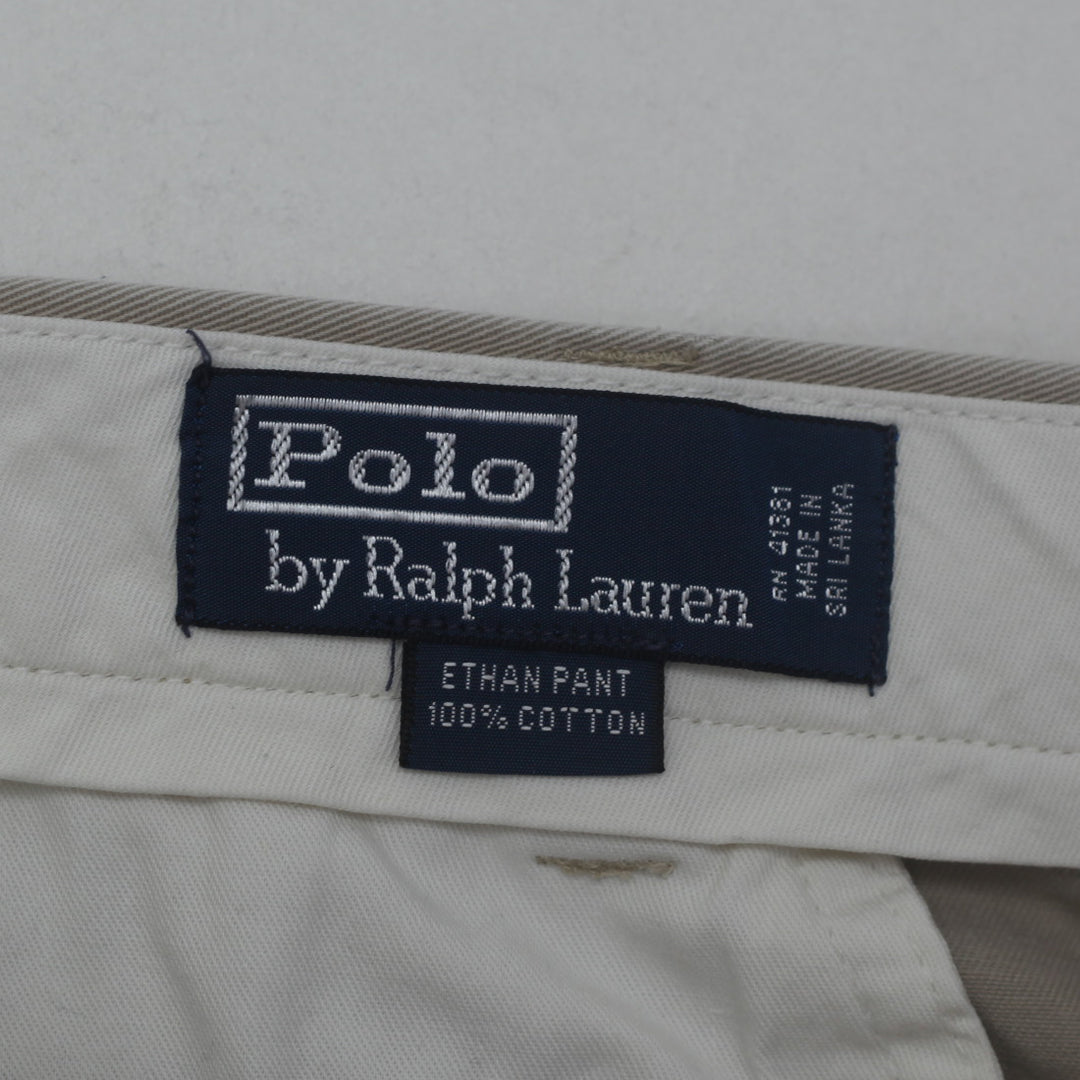 Polo
by Ralph Lauren
RN 41381
MADE IN
SRI LANKA
ETHAN PANT
100% COTTON